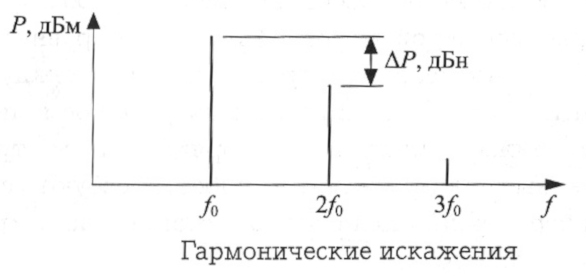 P, дБм
ΔP, дБн
f₀ 2f₀ 3f₀ f
Гармонические искажения